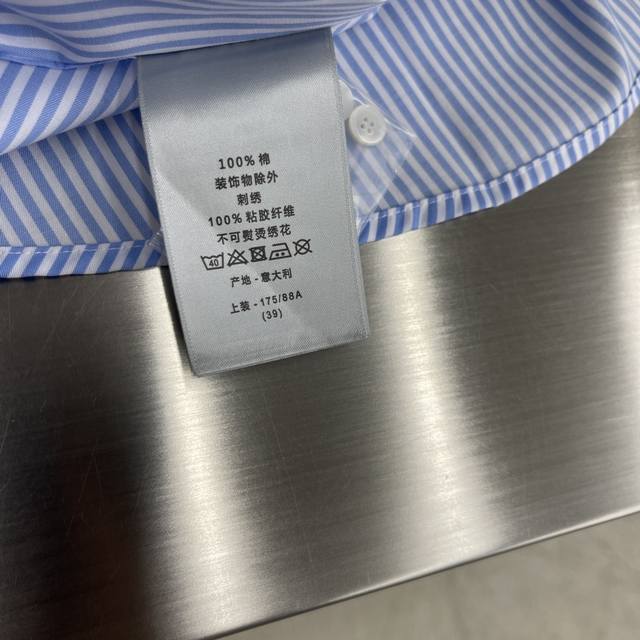 100% 棉
装饰物除外
刺绣
100% 粘胶纤维
不可熨烫绣花
产地 - 意大利
上装 - 175/88A
(39)